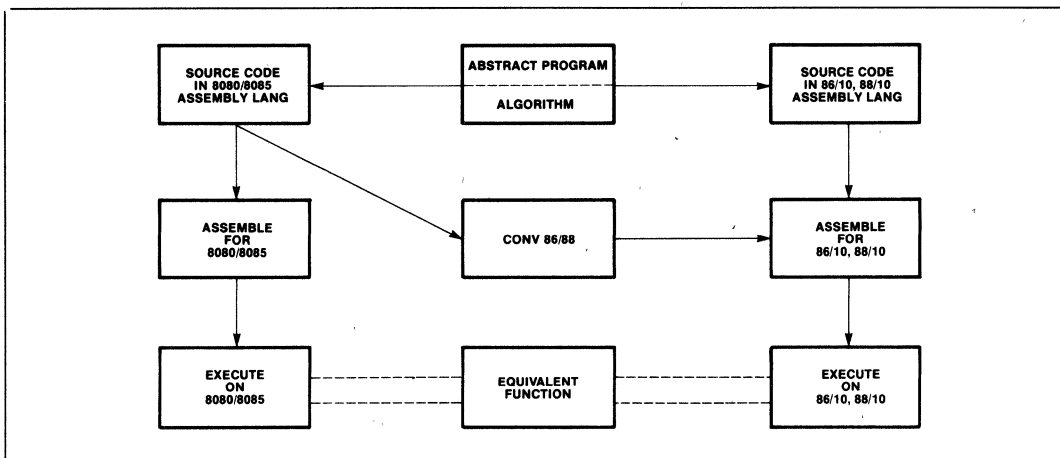 SOURCE CODE
IN 8080/8085
ASSEMBLY LANG
ABSTRACT PROGRAM
ALGORITHM
SOURCE CODE
IN 86/10, 88/10
ASSEMBLY LANG
ASSEMBLE
FOR
8080/8085
CONV 86/88
ASSEMBLE
FOR
86/10, 88/10
EXECUTE
ON
8080/8085
EQUIVALENT
FUNCTION
EXECUTE
ON
86/10, 88/10